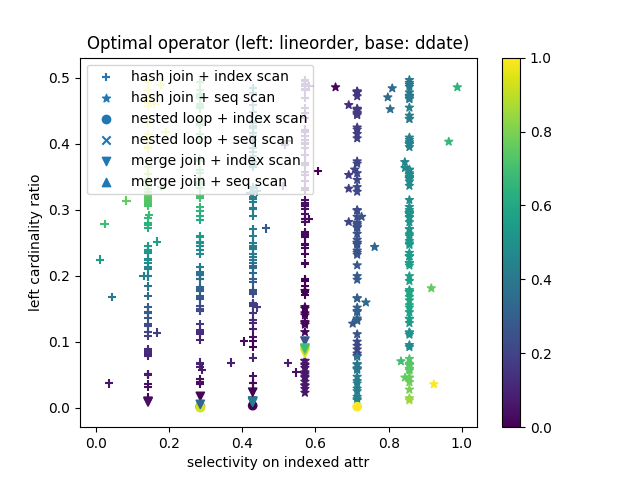 Optimal operator (left: lineorder, base: ddate)
hash join + index scan
hash join + seq scan
nested loop + index scan
nested loop + seq scan
merge join + index scan
merge join + seq scan
left cardinality ratio
0.5
0.4
0.3
0.2
0.1
0.0
0.0 0.2 0.4 0.6 0.8 1.0
selectivity on indexed attr
1.0
0.8
0.6
0.4
0.2
0.0